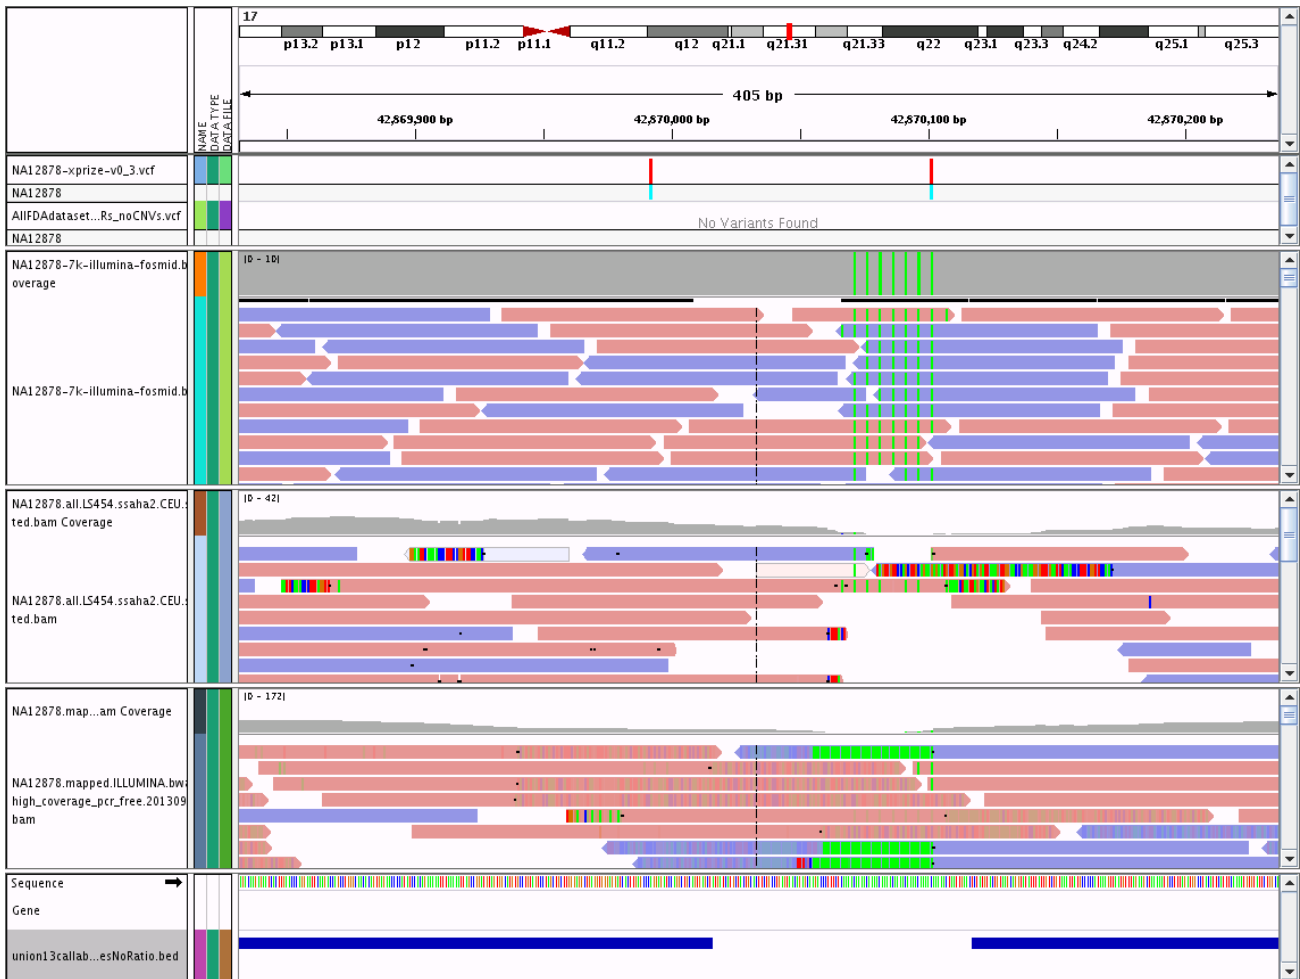 17
p13.2 p13.1 p12 p11.2 p11.1 q11.2 q12 q21.1 q21.31 q21.33 q22 q23.1 q23.3 q24.2 q25.1 q25.3
405 bp
42,869,900 bp 42,870,000 bp 42,870,100 bp 42,870,200 bp
NAME
DATA TYPE
DATA FILE
NA12878-xprize-v0_3.vcf
NA12878
AllFDAdataset...Rs_noCNVs.vcf
No Variants Found
NA12878
NA12878-7k-illumina-fosmid.b
overage
[0 - 10]
NA12878-7k-illumina-fosmid.b
NA12878.all.LS454.ssaha2.CEU.s
ted.bam Coverage
[0 - 42]
NA12878.all.LS454.ssaha2.CEU.s
ted.bam
NA12878.map...am Coverage
[0 - 172]
NA12878.mapped.ILLUMINA.bwa
high_coverage_pcr_free.201309
bam
Sequence
Gene
union13callab...esNoRatio.bed